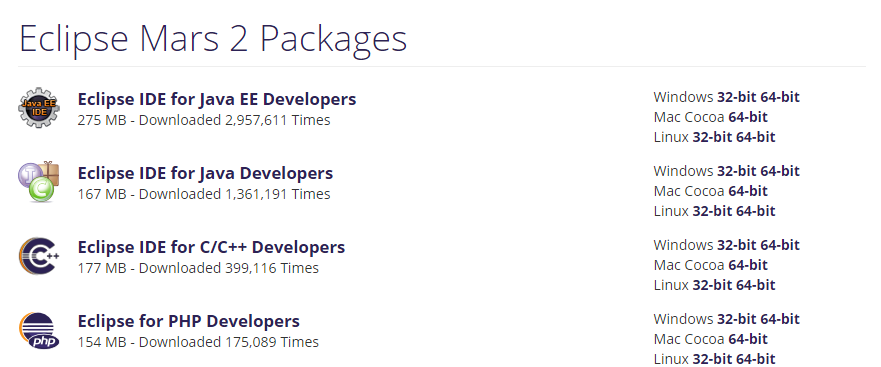 Eclipse Mars 2 Packages
Java EE
IDE
Eclipse IDE for Java EE Developers
275 MB - Downloaded 2,957,611 Times
Windows 32-bit 64-bit
Mac Cocoa 64-bit
Linux 32-bit 64-bit
J
C
Eclipse IDE for Java Developers
167 MB - Downloaded 1,361,191 Times
Windows 32-bit 64-bit
Mac Cocoa 64-bit
Linux 32-bit 64-bit
C++
Eclipse IDE for C/C++ Developers
177 MB - Downloaded 399,116 Times
Windows 32-bit 64-bit
Mac Cocoa 64-bit
Linux 32-bit 64-bit
php
Eclipse for PHP Developers
154 MB - Downloaded 175,089 Times
Windows 32-bit 64-bit
Mac Cocoa 64-bit
Linux 32-bit 64-bit